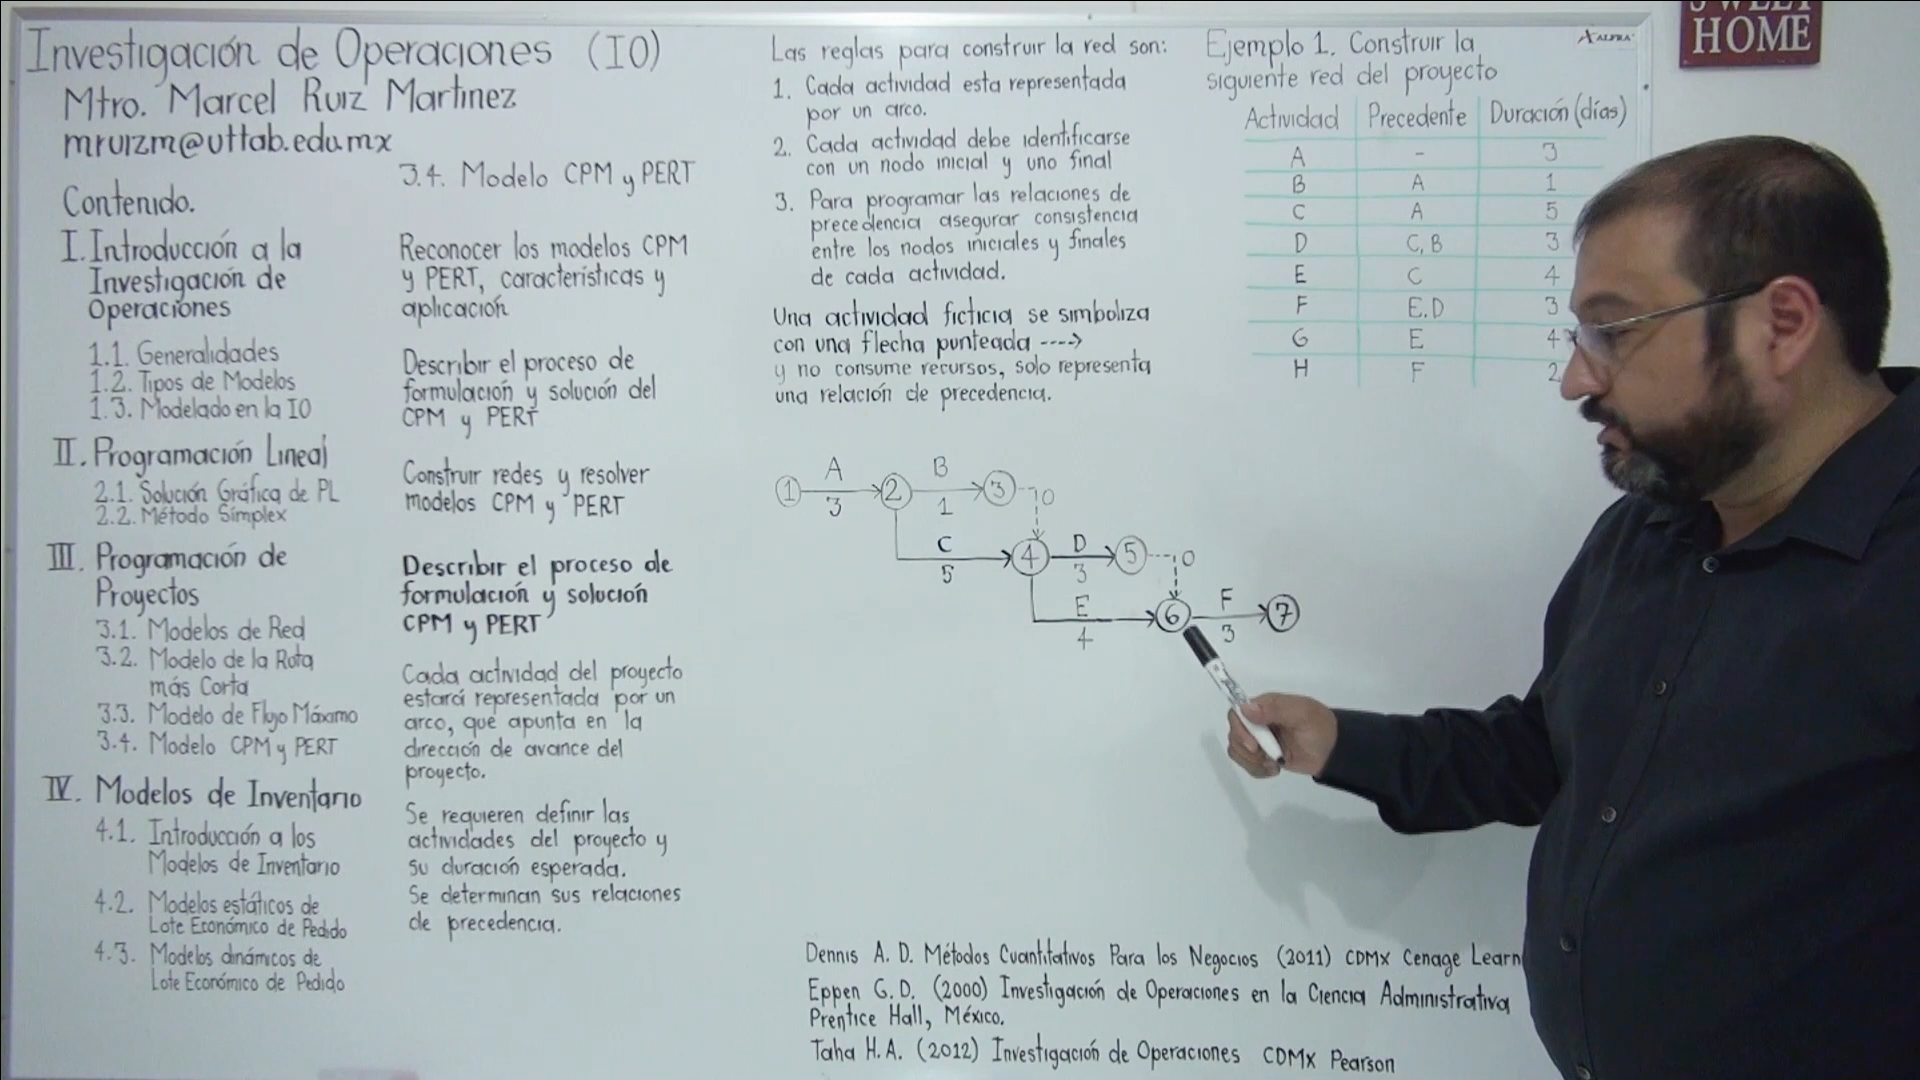 Investigación de Operaciones (IO)
Mtro. Marcel Ruiz Martinez
mruizm@uttab.edu.mx
Contenido.
I. Introducción a la
Investigación de
Operaciones
1.1. Generalidades
1.2. Tipos de Modelos
1.3. Modelado en la IO
II. Programación Lineal
2.1. Solución Gráfica de PL
2.2. Método Simplex
III. Programación de
Proyectos
3.1. Modelos de Red
3.2. Modelo de la Ruta
más Corta
3.3. Modelo de Flujo Máximo
3.4. Modelo CPM y PERT
IV. Modelos de Inventario
4.1. Introducción a los
Modelos de Inventario
4.2. Modelos estáticos de
Lote Económico de Pedido
4.3. Modelos dinámicos de
Lote Económico de Pedido
3.4. Modelo CPM y PERT
Reconocer los modelos CPM
y PERT, características y
aplicación
Describir el proceso de
formulación y solución del
CPM y PERT
Construir redes y resolver
modelos CPM y PERT
Describir el proceso de
formulación y solución
CPM y PERT
Cada actividad del proyecto
estará representada por un
arco, que apunta en la
dirección de avance del
proyecto.
Se requieren definir las
actividades del proyecto y
su duración esperada.
Se determinan sus relaciones
de precedencia.
Las reglas para construir la red son:
1. Cada actividad esta representada
por un arco.
2. Cada actividad debe identificarse
con un nodo inicial y uno final
3. Para programar las relaciones de
precedencia asegurar consistencia
entre los nodos iniciales y finales
de cada actividad.
Una actividad ficticia se simboliza
con una flecha punteada ---->
y no consume recursos, solo representa
una relación de precedencia.
A B
1 2 3 0
3 1
C 4 D 5 0
5 3
E 6 F 7
4 3
Ejemplo 1. Construir la
siguiente red del proyecto
Actividad Precedente Duración (días)
A - 3
B A 1
C A 5
D C, B 3
E C 4
F E, D 3
G E 4
H F 2
ALFRA
HOME
Dennis A. D. Métodos Cuantitativos Para los Negocios (2011) CDMX Cenage Learn
Eppen G. D. (2000) Investigación de Operaciones en la Ciencia Administrativa
Prentice Hall, México.
Taha H. A. (2012) Investigación de Operaciones CDMX Pearson